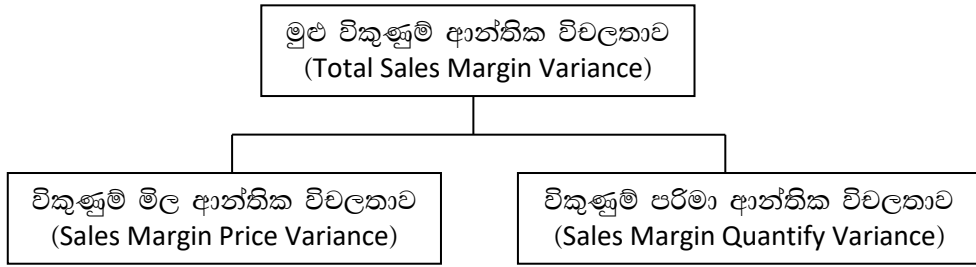 මුළු විකුණුම් ආන්තික විචලතාව
(Total Sales Margin Variance)
විකුණුම් මිල ආන්තික විචලතාව
(Sales Margin Price Variance)
විකුණුම් පරිමා ආන්තික විචලතාව
(Sales Margin Quantify Variance)